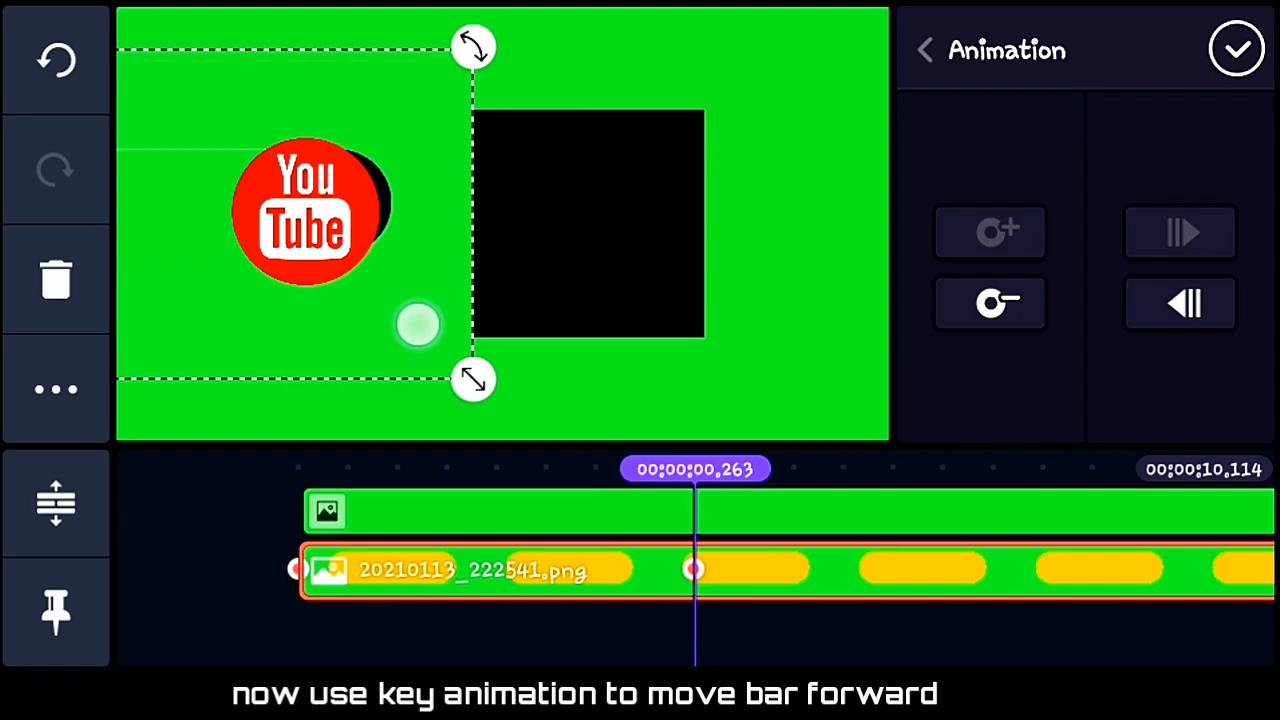 Animation
You
Tube
00:00:00.263
00:00:10.114
20210113_222541.png
now use key animation to move bar forward